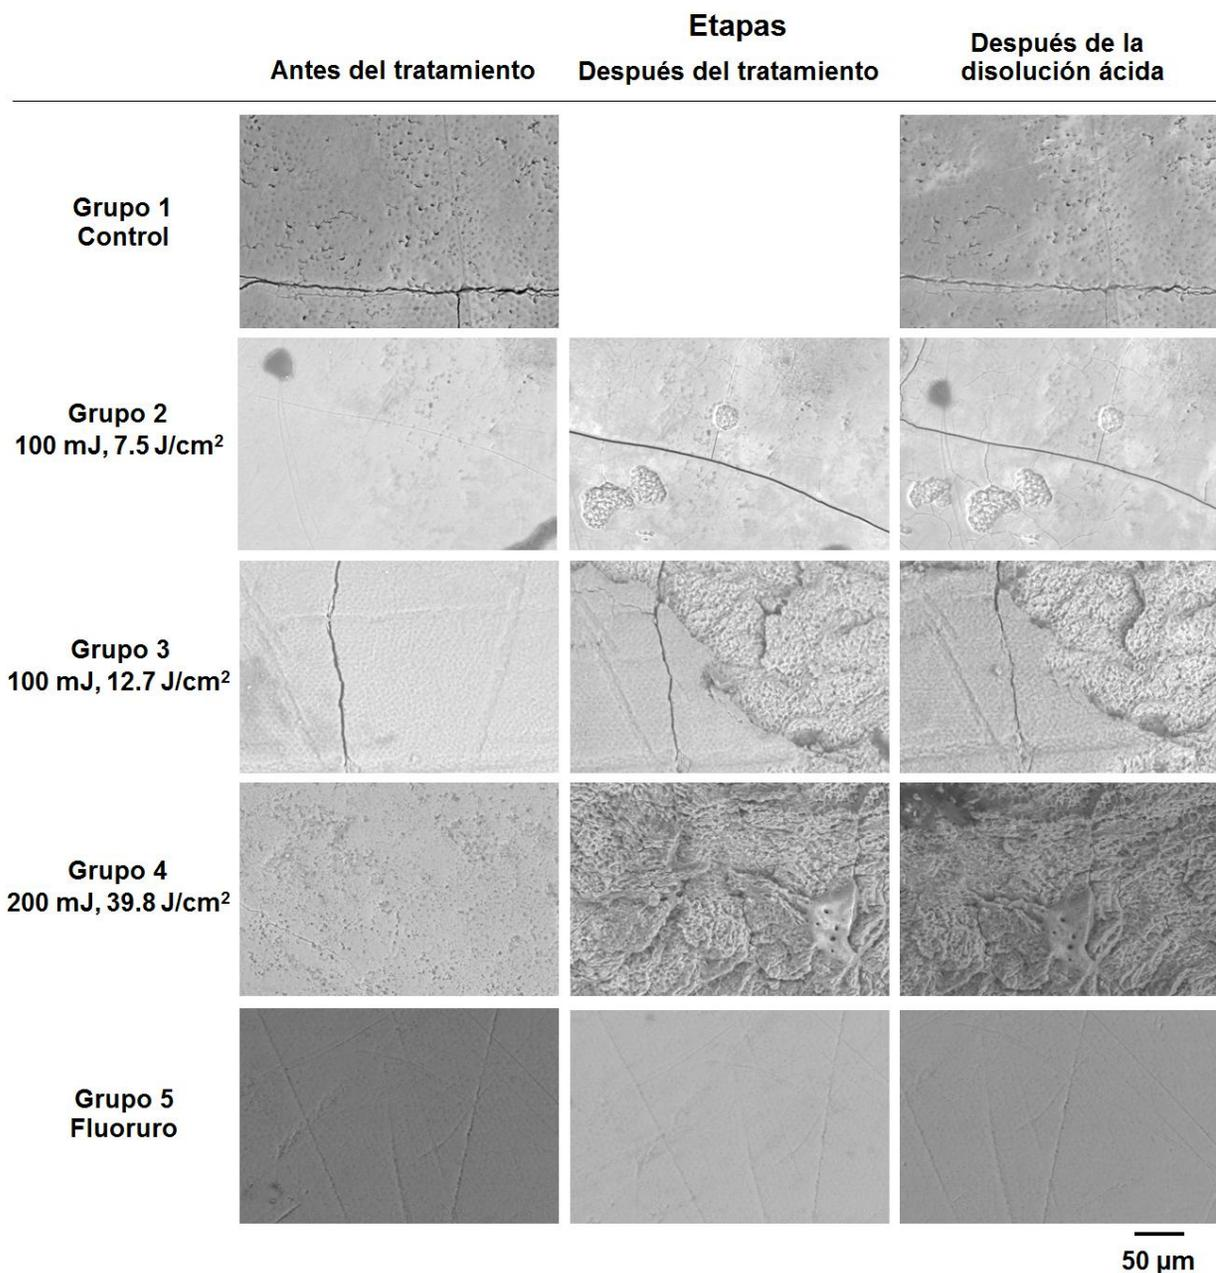 Etapas
Antes del tratamiento
Después del tratamiento
Después de la
disolución ácida
Grupo 1
Control
Grupo 2
100 mJ, 7.5 J/cm²
Grupo 3
100 mJ, 12.7 J/cm²
Grupo 4
200 mJ, 39.8 J/cm²
Grupo 5
Fluoruro
50 µm